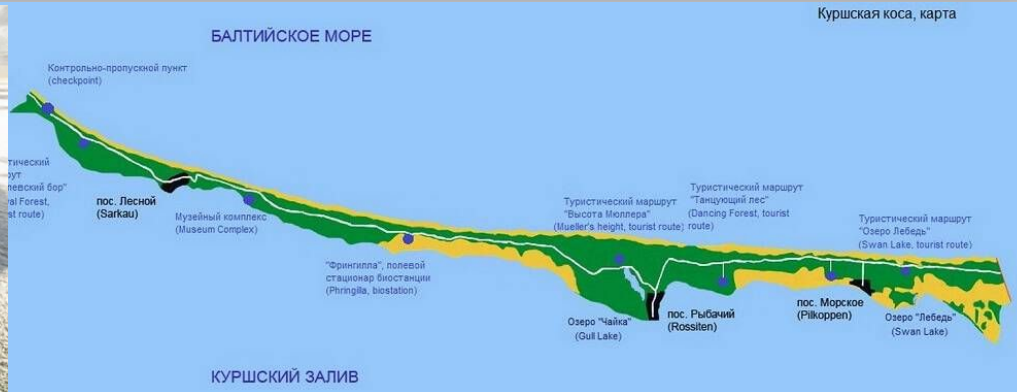 Куршская коса, карта
БАЛТИЙСКОЕ МОРЕ
Контрольно-пропускной пункт
(checkpoint)
тический
рут
левский бор"
al Forest,
st route)
пос. Лесной
(Sarkau)
Музейный комплекс
(Museum Complex)
"Фрингилла", полевой
стационар биостанции
(Phringilla, biostation)
Туристический маршрут
"Высота Мюллера"
(Mueller's height, tourist route)
Туристический маршрут
"Танцующий лес"
(Dancing Forest, tourist
route)
Туристический маршрут
"Озеро Лебедь"
(Swan Lake, tourist route)
Озеро "Чайка"
(Gull Lake)
пос. Рыбачий
(Rossiten)
пос. Морское
(Pilkoppen)
Озеро "Лебедь"
(Swan Lake)
КУРШСКИЙ ЗАЛИВ